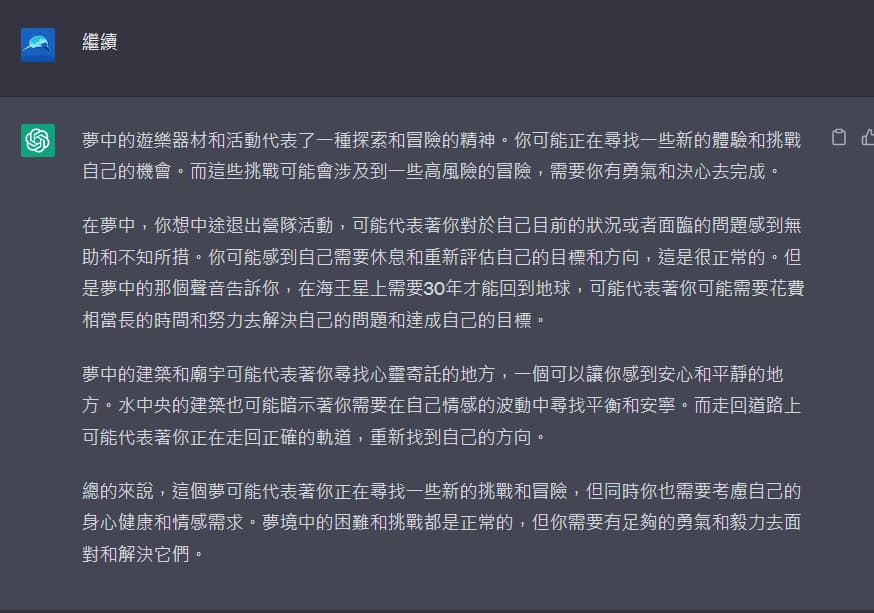 繼續
夢中的遊樂器材和活動代表了一種探索和冒險的精神。你可能正在尋找一些新的體驗和挑戰
自己的機會。而這些挑戰可能會涉及到一些高風險的冒險，需要你有勇氣和決心去完成。
在夢中，你想中途退出營隊活動，可能代表著你對於自己目前的狀況或者面臨的問題感到無
助和不知所措。你可能感到自己需要休息和重新評估自己的目標和方向，這是很正常的。但
是夢中的那個聲音告訴你，在海王星上需要30年才能回到地球，可能代表著你可能需要花費
相當長的時間和努力去解決自己的問題和達成自己的目標。
夢中的建築和廟宇可能代表著你尋找心靈寄託的地方，一個可以讓你感到安心和平靜的地
方。水中央的建築也可能暗示著你需要在自己情感的波動中尋找平衡和安寧。而走回道路上
可能代表著你正在走回正確的軌道，重新找到自己的方向。
總的來說，這個夢可能代表著你正在尋找一些新的挑戰和冒險，但同時你也需要考慮自己的
身心健康和情感需求。夢境中的困難和挑戰都是正常的，但你需要有足夠的勇氣和毅力去面
對和解決它們。